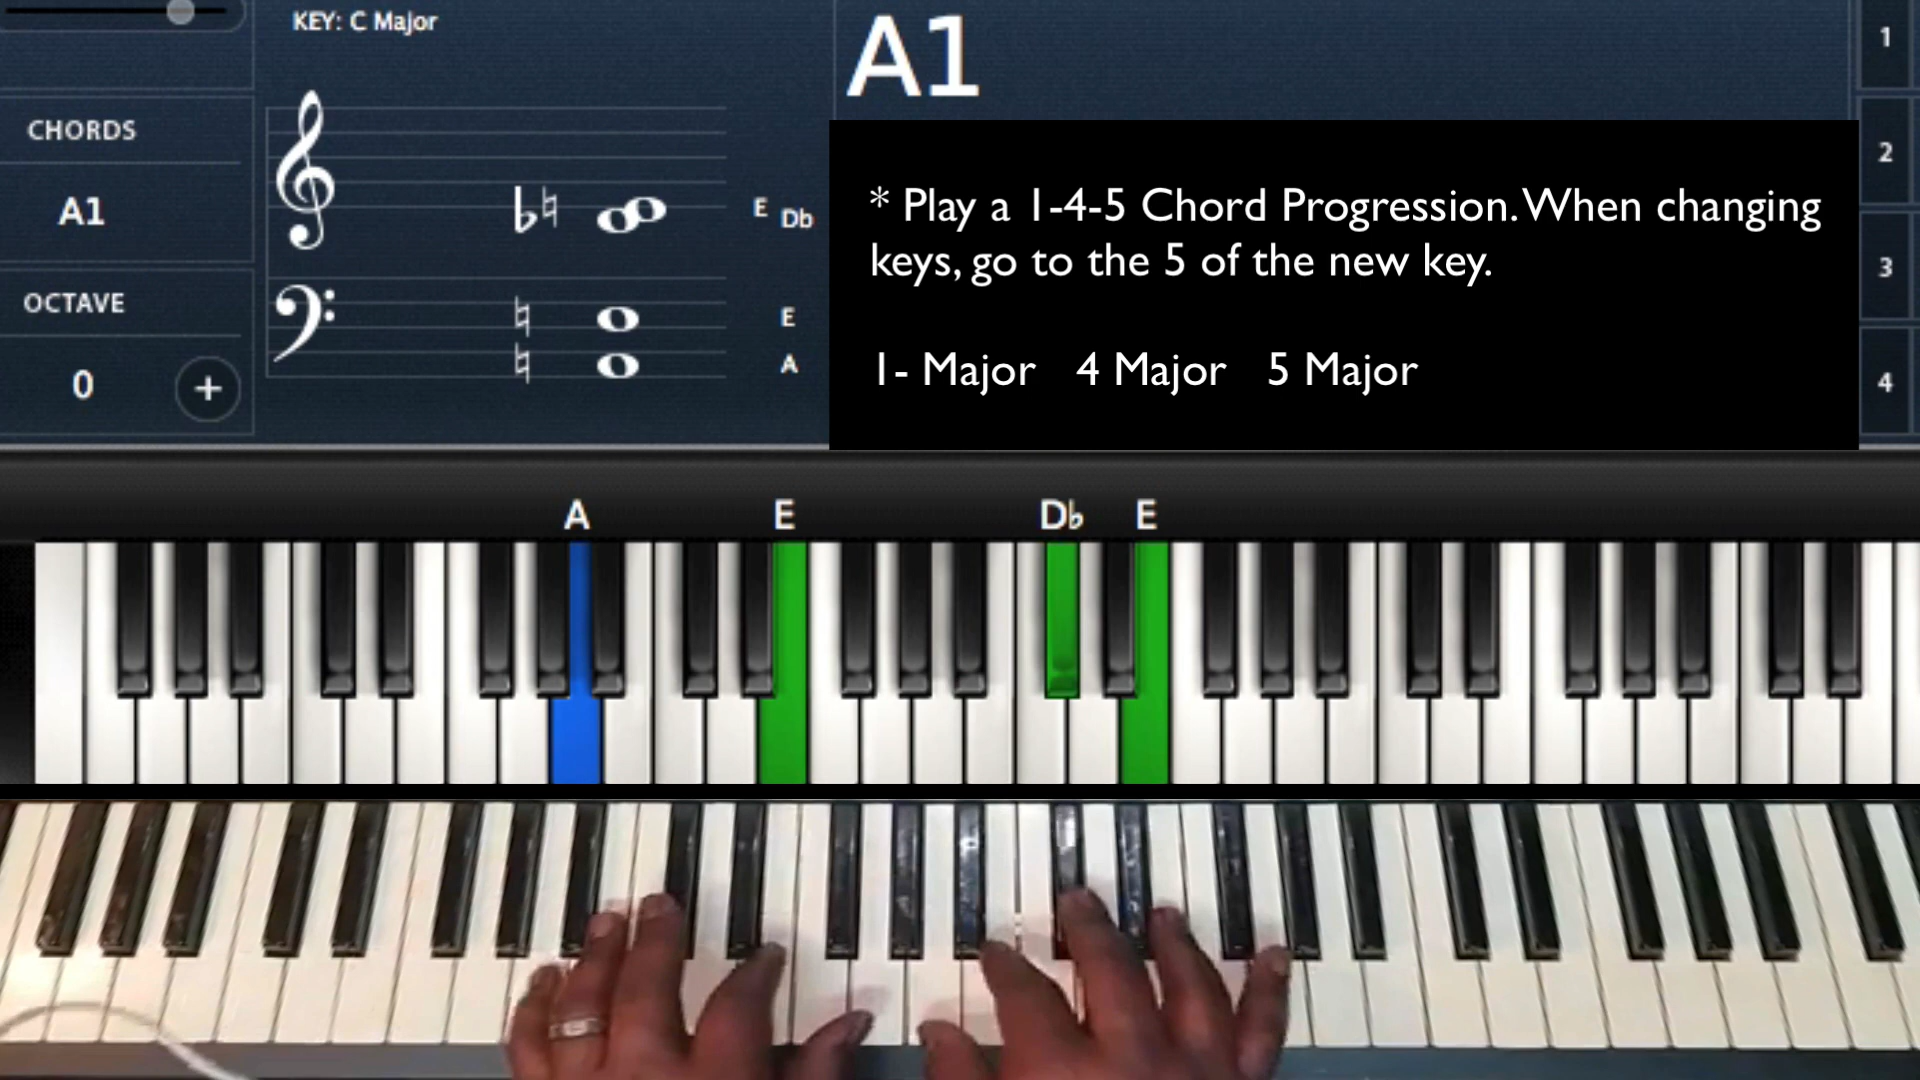 KEY: C Major
A1
1
CHORDS
2
A1
E
Db
* Play a 1-4-5 Chord Progression. When changing
keys, go to the 5 of the new key.
3
OCTAVE
E
0
+
A
1- Major 4 Major 5 Major
4
A E D♭ E